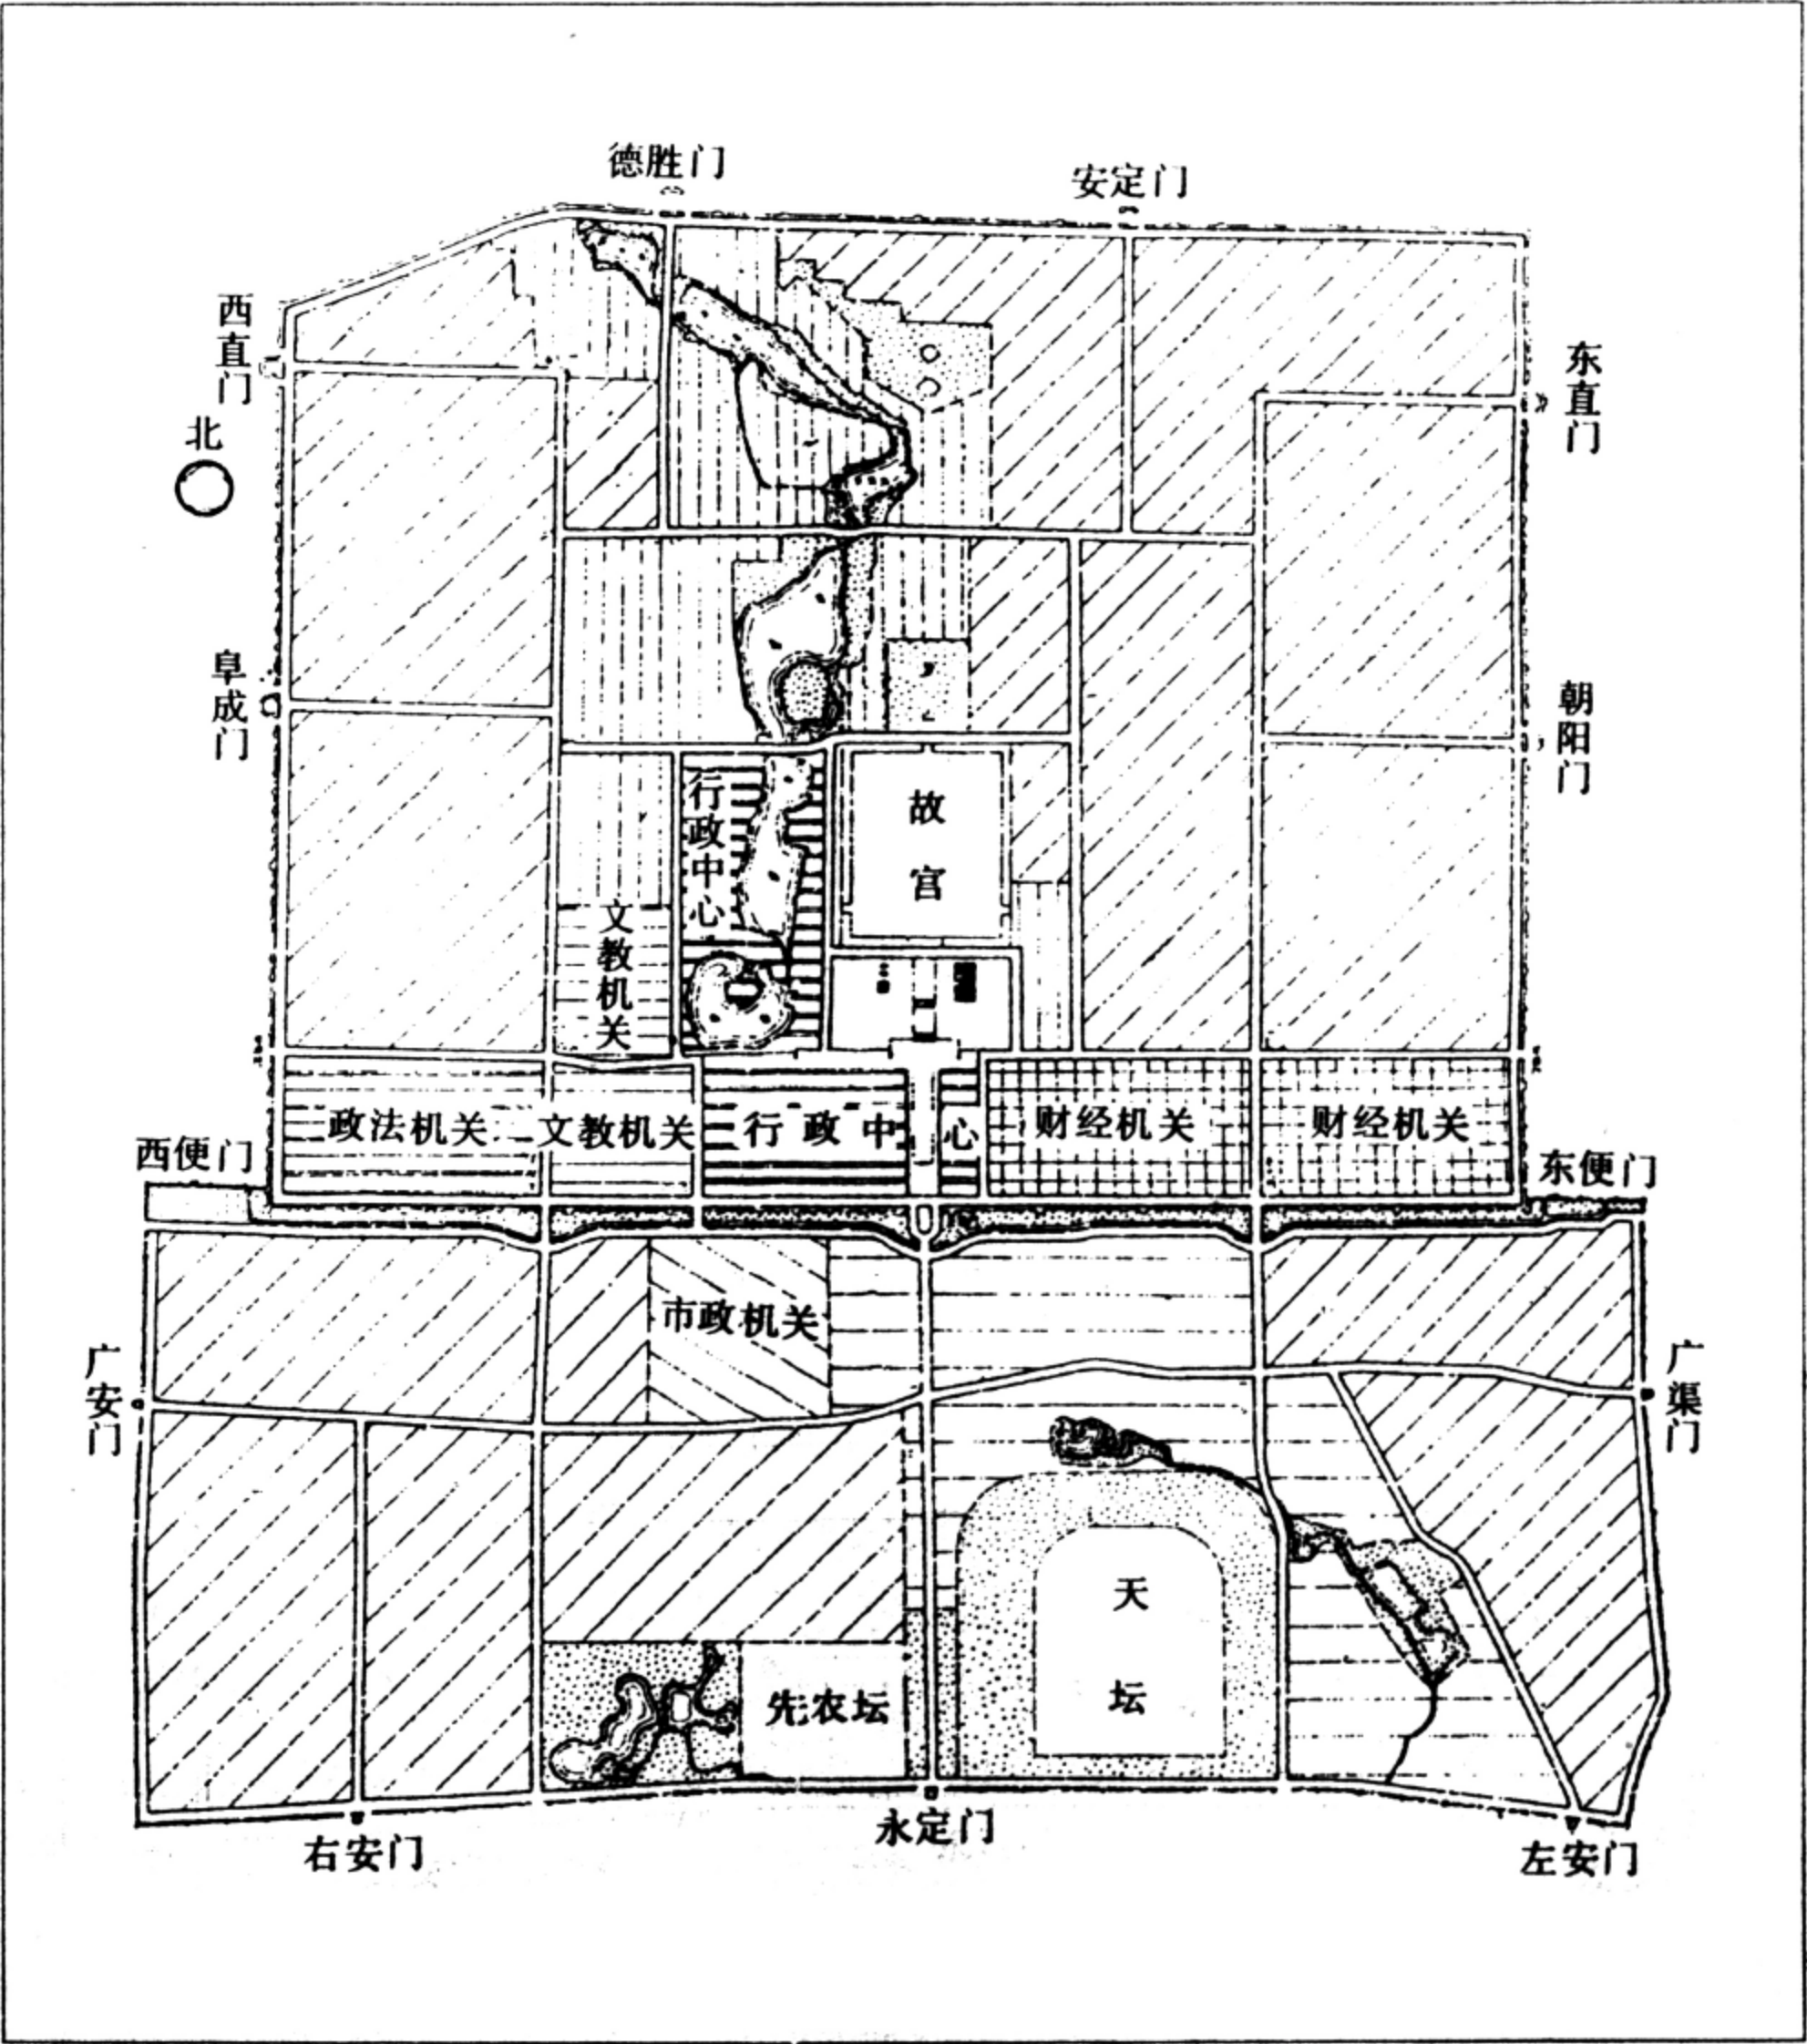 德胜门
安定门
西直门
东直门
北
阜成门
朝阳门
行政中心
故宫
文教机关
政法机关
文教机关
行政中心
财经机关
财经机关
西便门
东便门
市政机关
广安门
广渠门
天坛
先农坛
永定门
右安门
左安门